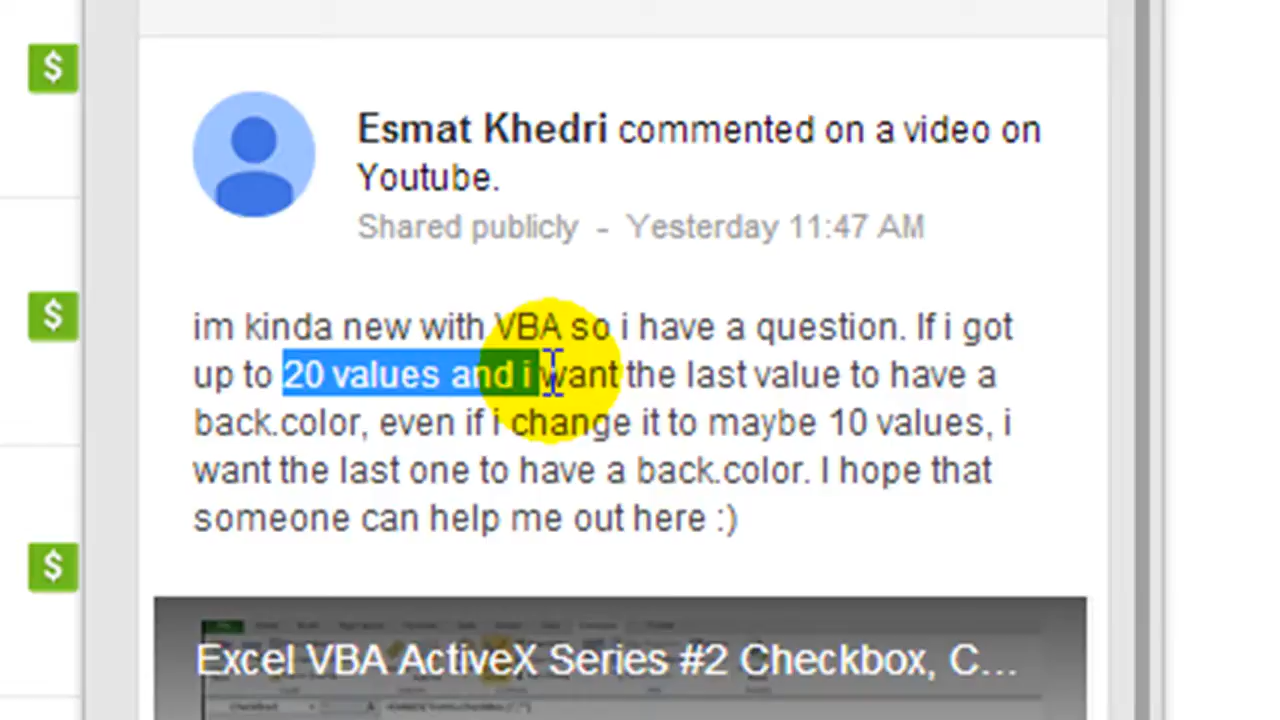 $
$
$
Esmat Khedri commented on a video on
Youtube.
Shared publicly - Yesterday 11:47 AM
im kinda new with VBA so i have a question. If i got
up to 20 values and i want the last value to have a
back.color, even if i change it to maybe 10 values, i
want the last one to have a back.color. I hope that
someone can help me out here :)
Excel VBA ActiveX Series #2 Checkbox, C...